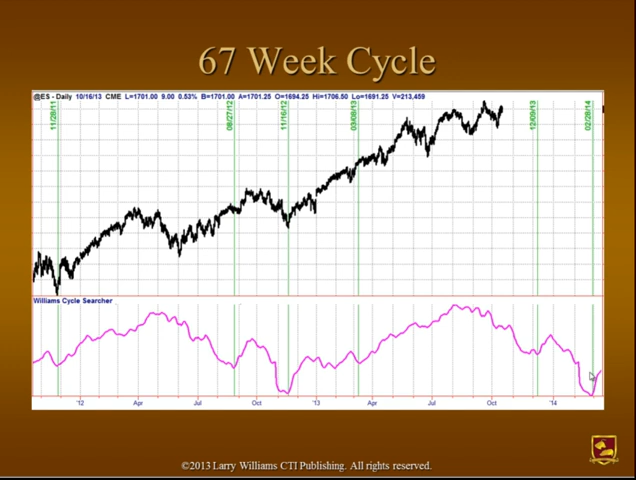 67 Week Cycle
@ES - Daily 10/16/13 CME L=1701.00 9.00 0.53% B=1701.00 A=1701.25 O=1694.25 Hi=1706.50 Lo=1691.25 V=213,459
11/28/11 08/27/12 11/16/12 03/08/13 12/09/13 02/28/14
Williams Cycle Searcher
'12 Apr Jul Oct '13 Apr Jul Oct '14
©2013 Larry Williams CTI Publishing. All rights reserved.